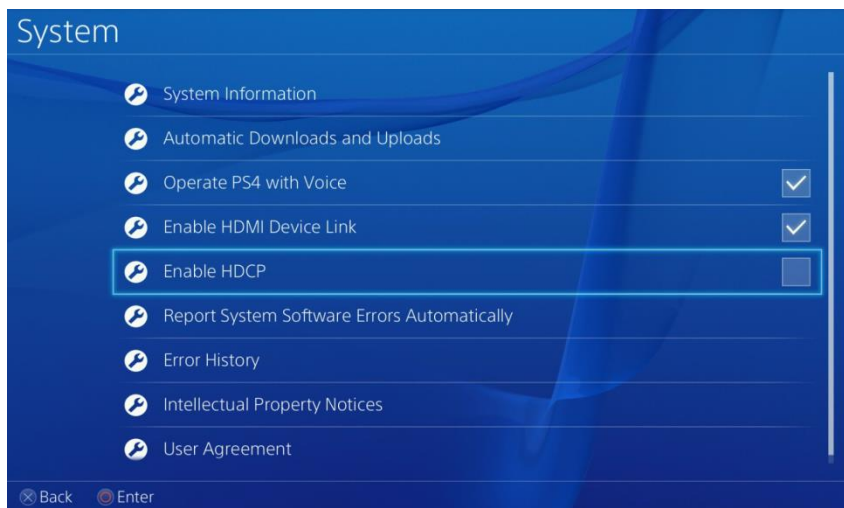 System
System Information
Automatic Downloads and Uploads
Operate PS4 with Voice
Enable HDMI Device Link
Enable HDCP
Report System Software Errors Automatically
Error History
Intellectual Property Notices
User Agreement
Back Enter